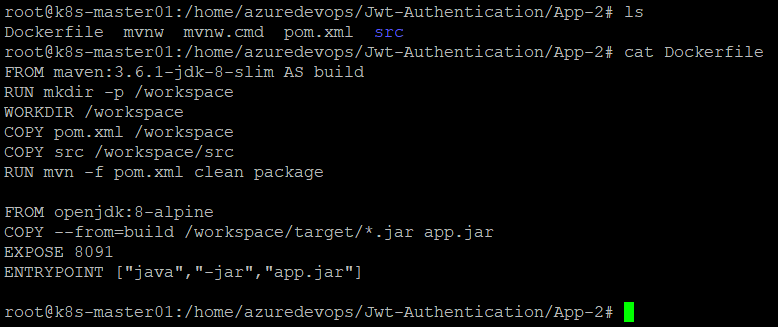 root@k8s-master01:/home/azuredevops/Jwt-Authentication/App-2# ls
Dockerfile  mvnw  mvnw.cmd  pom.xml  src
root@k8s-master01:/home/azuredevops/Jwt-Authentication/App-2# cat Dockerfile
FROM maven:3.6.1-jdk-8-slim AS build
RUN mkdir -p /workspace
WORKDIR /workspace
COPY pom.xml /workspace
COPY src /workspace/src
RUN mvn -f pom.xml clean package

FROM openjdk:8-alpine
COPY --from=build /workspace/target/*.jar app.jar
EXPOSE 8091
ENTRYPOINT ["java","-jar","app.jar"]

root@k8s-master01:/home/azuredevops/Jwt-Authentication/App-2#